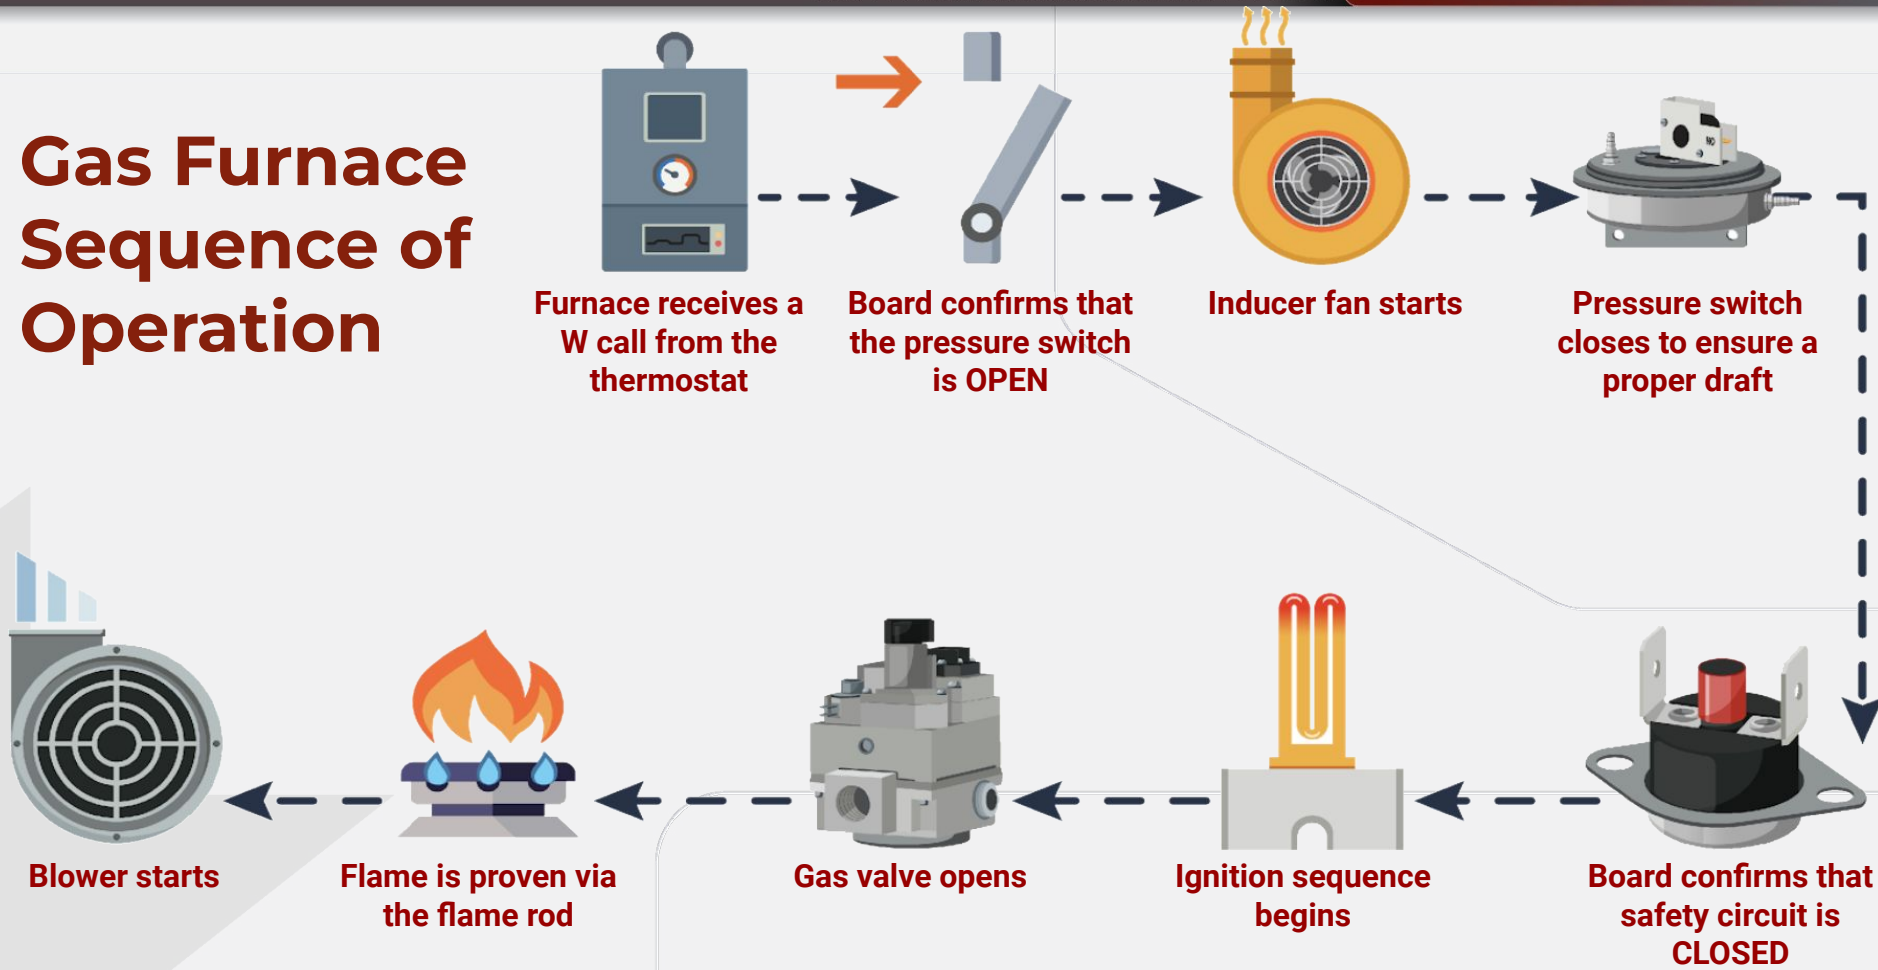 Gas Furnace
Sequence of
Operation
Furnace receives a
W call from the
thermostat
Board confirms that
the pressure switch
is OPEN
Inducer fan starts
NO
Pressure switch
closes to ensure a
proper draft
Board confirms that
safety circuit is
CLOSED
Ignition sequence
begins
Gas valve opens
Flame is proven via
the flame rod
Blower starts